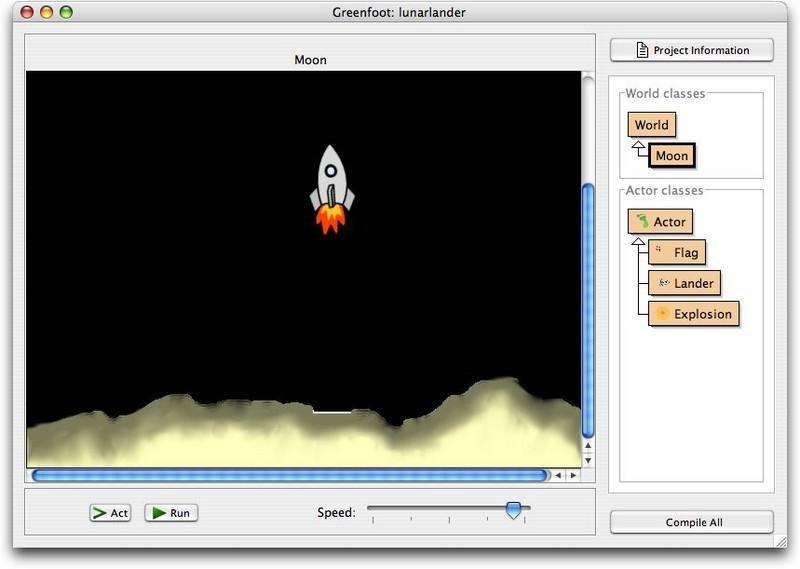 Greenfoot: lunarlander
Moon
Project Information
World classes
World
Moon
Actor classes
Actor
Flag
Lander
Explosion
Act
Run
Speed:
Compile All